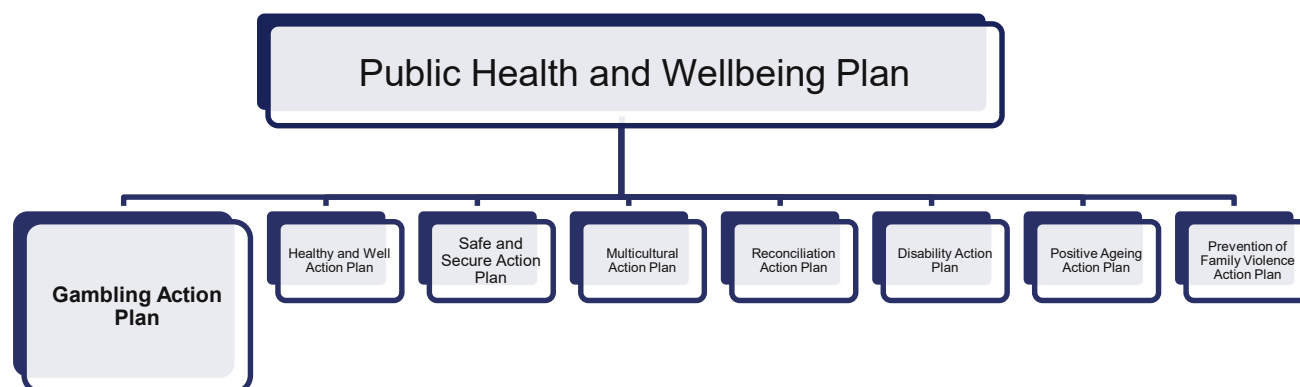 Public Health and Wellbeing Plan
Gambling Action
Plan
Healthy and Well
Action Plan
Safe and
Secure Action
Plan
Multicultural
Action Plan
Reconciliation
Action Plan
Disability Action
Plan
Positive Ageing
Action Plan
Prevention of
Family Violence
Action Plan